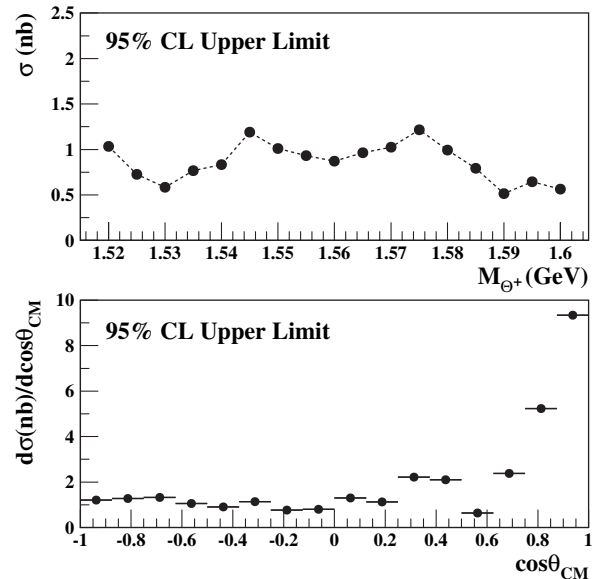 σ (nb)
2.5
2
1.5
1
0.5
0
95% CL Upper Limit
1.52 1.53 1.54 1.55 1.56 1.57 1.58 1.59 1.6
M_Θ+ (GeV)
dσ(nb)/dcosθ_CM
10
8
6
4
2
0
95% CL Upper Limit
-1 -0.8 -0.6 -0.4 -0.2 0 0.2 0.4 0.6 0.8 1
cosθ_CM